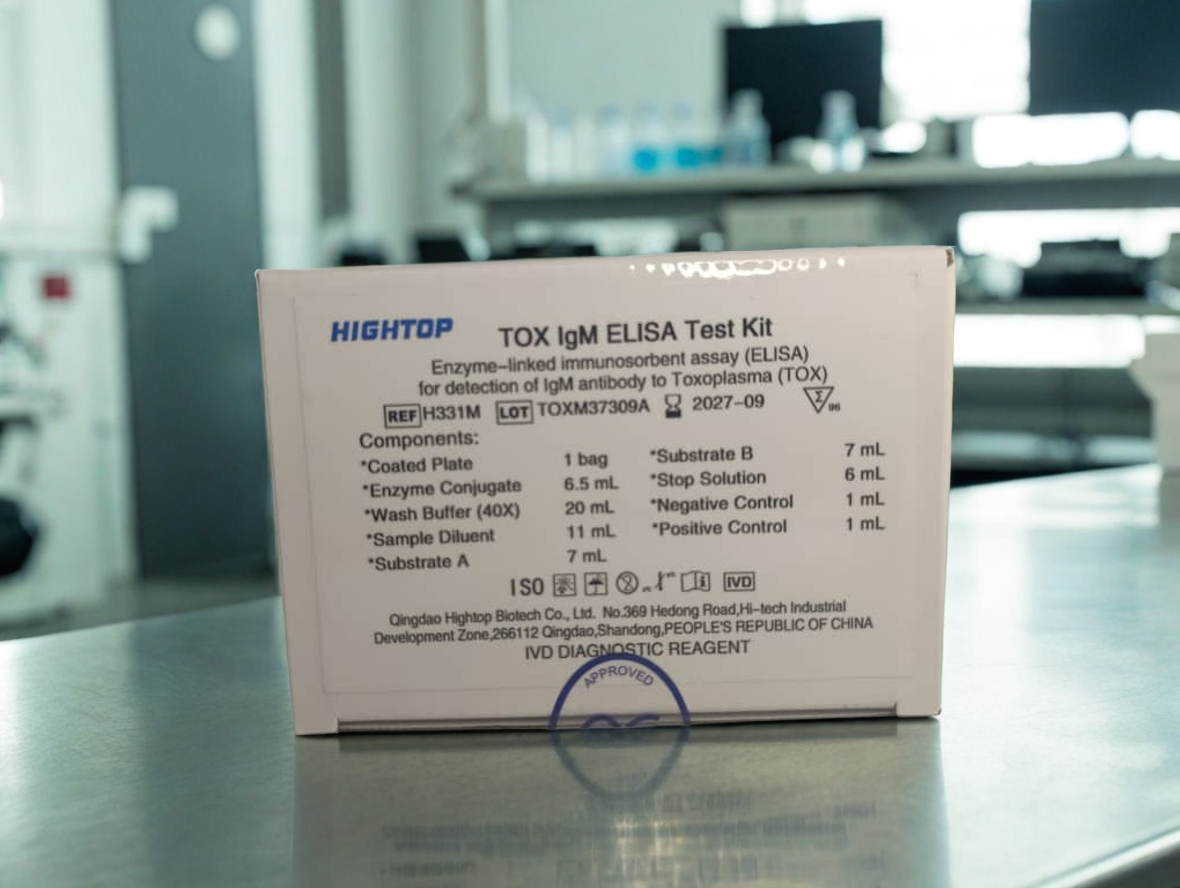 HIGHTOP
TOX IgM ELISA Test Kit
Enzyme-linked immunosorbent assay (ELISA)
for detection of IgM antibody to Toxoplasma (TOX)
REF H331M LOT TOXM37309A 2027-09 Σ 96
Components:
*Coated Plate 1 bag *Substrate B 7 mL
*Enzyme Conjugate 6.5 mL *Stop Solution 6 mL
*Wash Buffer (40X) 20 mL *Negative Control 1 mL
*Sample Diluent 11 mL *Positive Control 1 mL
*Substrate A 7 mL
ISO IVD
Qingdao Hightop Biotech Co., Ltd. No.369 Hedong Road,Hi-tech Industrial
Development Zone,266112 Qingdao,Shandong,PEOPLE'S REPUBLIC OF CHINA
IVD DIAGNOSTIC REAGENT
APPROVED